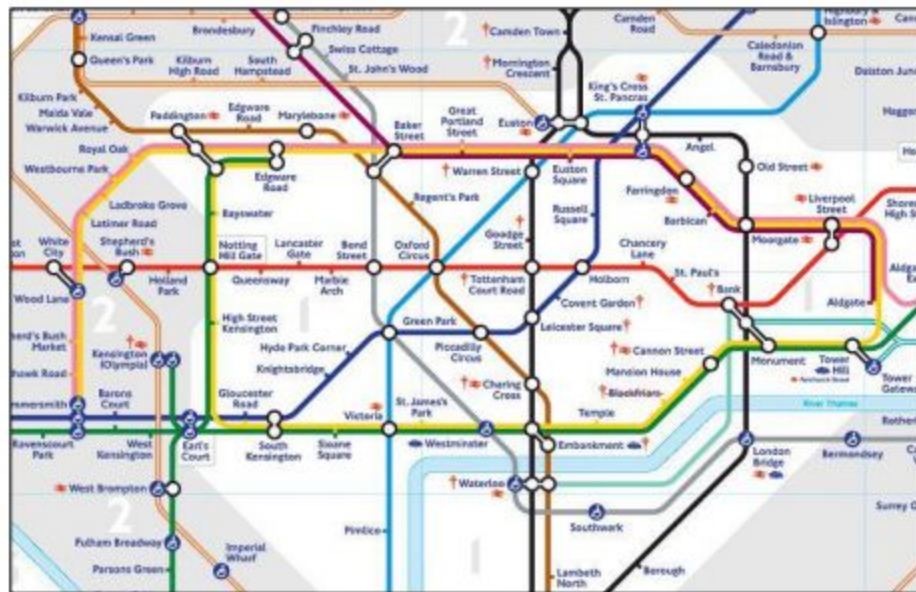 Kensal Green
Queen's Park
Kilburn Park
Maida Vale
Warwick Avenue
Royal Oak
Westbourne Park
Ladbroke Grove
Latimer Road
White
City
Shepherd's
Bush
Wood Lane
Holland
Park
Brondesbury
Kilburn
High Road
South
Hampstead
Finchley Road
Swiss Cottage
St. John's Wood
Paddington
Edgware
Road
Marylebone
Baker
Street
Great
Portland
Street
Edgware
Road
Bayswater
Notting
Hill Gate
Queensway
Lancaster
Gate
Marble
Arch
Bond
Street
Oxford
Circus
Regent's Park
Camden Town
Mornington
Crescent
Euston
Warren Street
Euston
Square
King's Cross
St. Pancras
Camden
Road
Caledonian
Road &
Barnsbury
Highbury &
Islington
Angel
Old Street
Farringdon
Barbican
Moorgate
Liverpool
Street
Russell
Square
Goodge
Street
Tottenham
Court Road
Holborn
Chancery
Lane
St. Paul's
Bank
Aldgate
Covent Garden
Leicester Square
Cannon Street
Mansion House
Monument
Tower
Hill
Blackfriars
Temple
River Thames
High Street
Kensington
Kensington
(Olympia)
Hyde Park Corner
Knightsbridge
Green Park
Piccadilly
Circus
Charing
Cross
Barons
Court
Ravenscourt
Park
West
Kensington
Earl's
Court
Gloucester
Road
South
Kensington
Sloane
Square
Victoria
St. James's
Park
Westminster
Embankment
Waterloo
Southwark
London
Bridge
Bermondsey
West Brompton
Fulham Broadway
Parsons Green
Imperial
Wharf
Pimlico
Lambeth
North
Borough
2
1
2
1
2
1